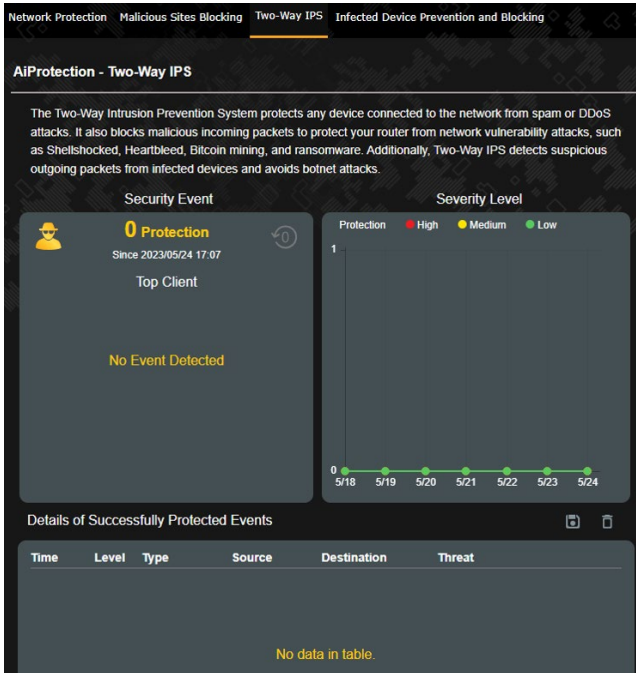 Network Protection Malicious Sites Blocking Two-Way IPS Infected Device Prevention and Blocking
AiProtection - Two-Way IPS
The Two-Way Intrusion Prevention System protects any device connected to the network from spam or DDoS
attacks. It also blocks malicious incoming packets to protect your router from network vulnerability attacks, such
as Shellshocked, Heartbleed, Bitcoin mining, and ransomware. Additionally, Two-Way IPS detects suspicious
outgoing packets from infected devices and avoids botnet attacks.
Security Event
0 Protection
0
Since 2023/05/24 17:07
Top Client
No Event Detected
Severity Level
Protection High Medium Low
1
0
5/18 5/19 5/20 5/21 5/22 5/23 5/24
Details of Successfully Protected Events
Time Level Type Source Destination Threat
No data in table.